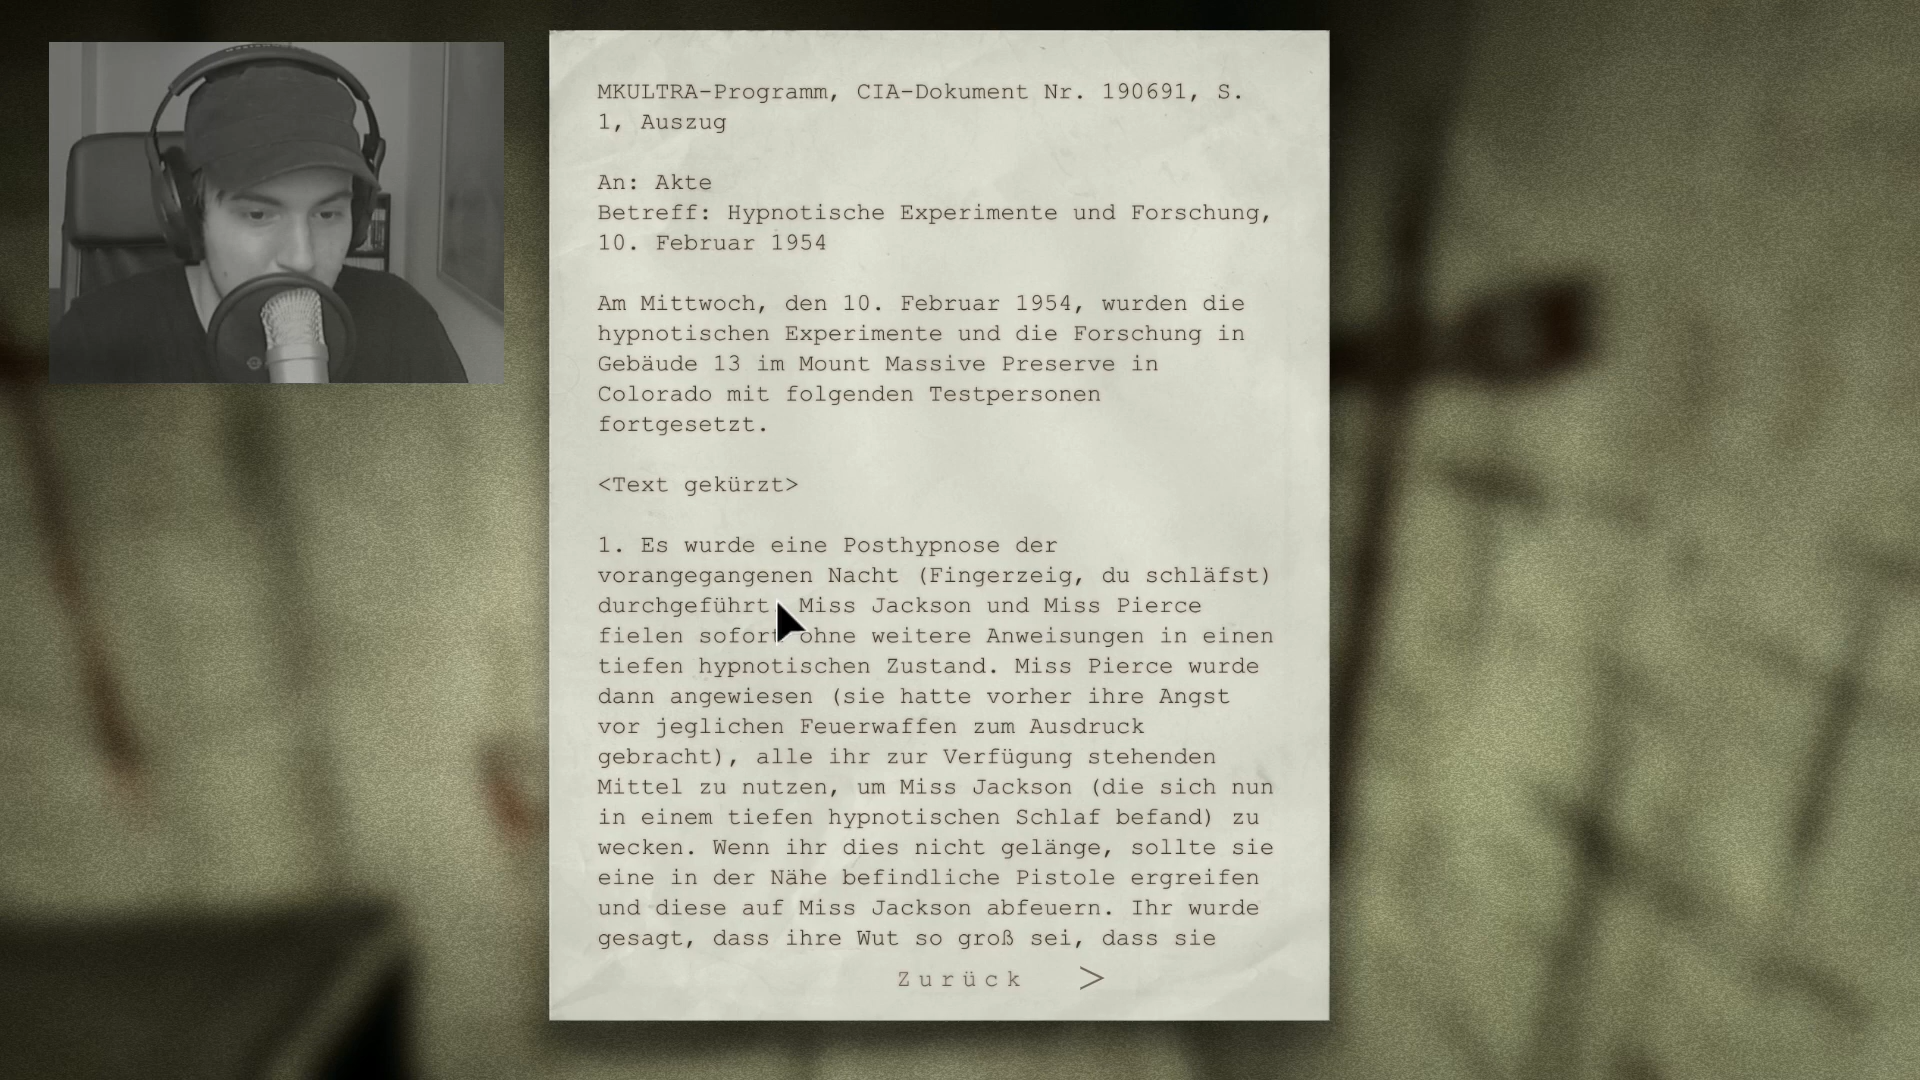 MKULTRA-Programm, CIA-Dokument Nr. 190691, S.
1, Auszug
An: Akte
Betreff: Hypnotische Experimente und Forschung,
10. Februar 1954
Am Mittwoch, den 10. Februar 1954, wurden die
hypnotischen Experimente und die Forschung in
Gebäude 13 im Mount Massive Preserve in
Colorado mit folgenden Testpersonen
fortgesetzt.
<Text gekürzt>
1. Es wurde eine Posthypnose der
vorangegangenen Nacht (Fingerzeig, du schläfst)
durchgeführt. Miss Jackson und Miss Pierce
fielen sofort ohne weitere Anweisungen in einen
tiefen hypnotischen Zustand. Miss Pierce wurde
dann angewiesen (sie hatte vorher ihre Angst
vor jeglichen Feuerwaffen zum Ausdruck
gebracht), alle ihr zur Verfügung stehenden
Mittel zu nutzen, um Miss Jackson (die sich nun
in einem tiefen hypnotischen Schlaf befand) zu
wecken. Wenn ihr dies nicht gelänge, sollte sie
eine in der Nähe befindliche Pistole ergreifen
und diese auf Miss Jackson abfeuern. Ihr wurde
gesagt, dass ihre Wut so groß sei, dass sie
Zurück >